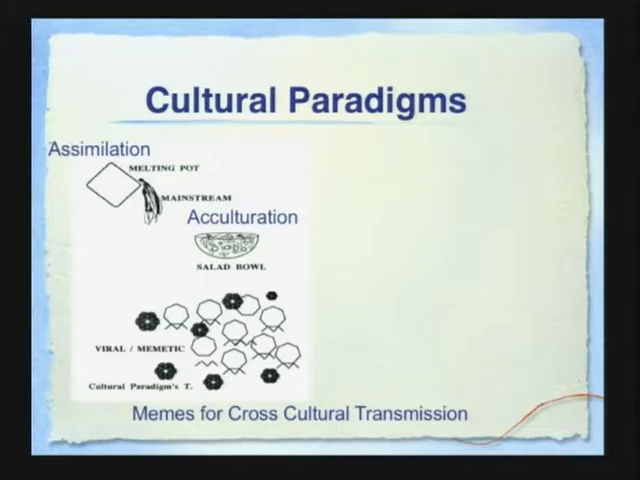 Cultural Paradigms
Assimilation
MELTING POT
MAINSTREAM
Acculturation
SALAD BOWL
VIRAL / MEMETIC
Cultural Paradigm's T.
Memes for Cross Cultural Transmission